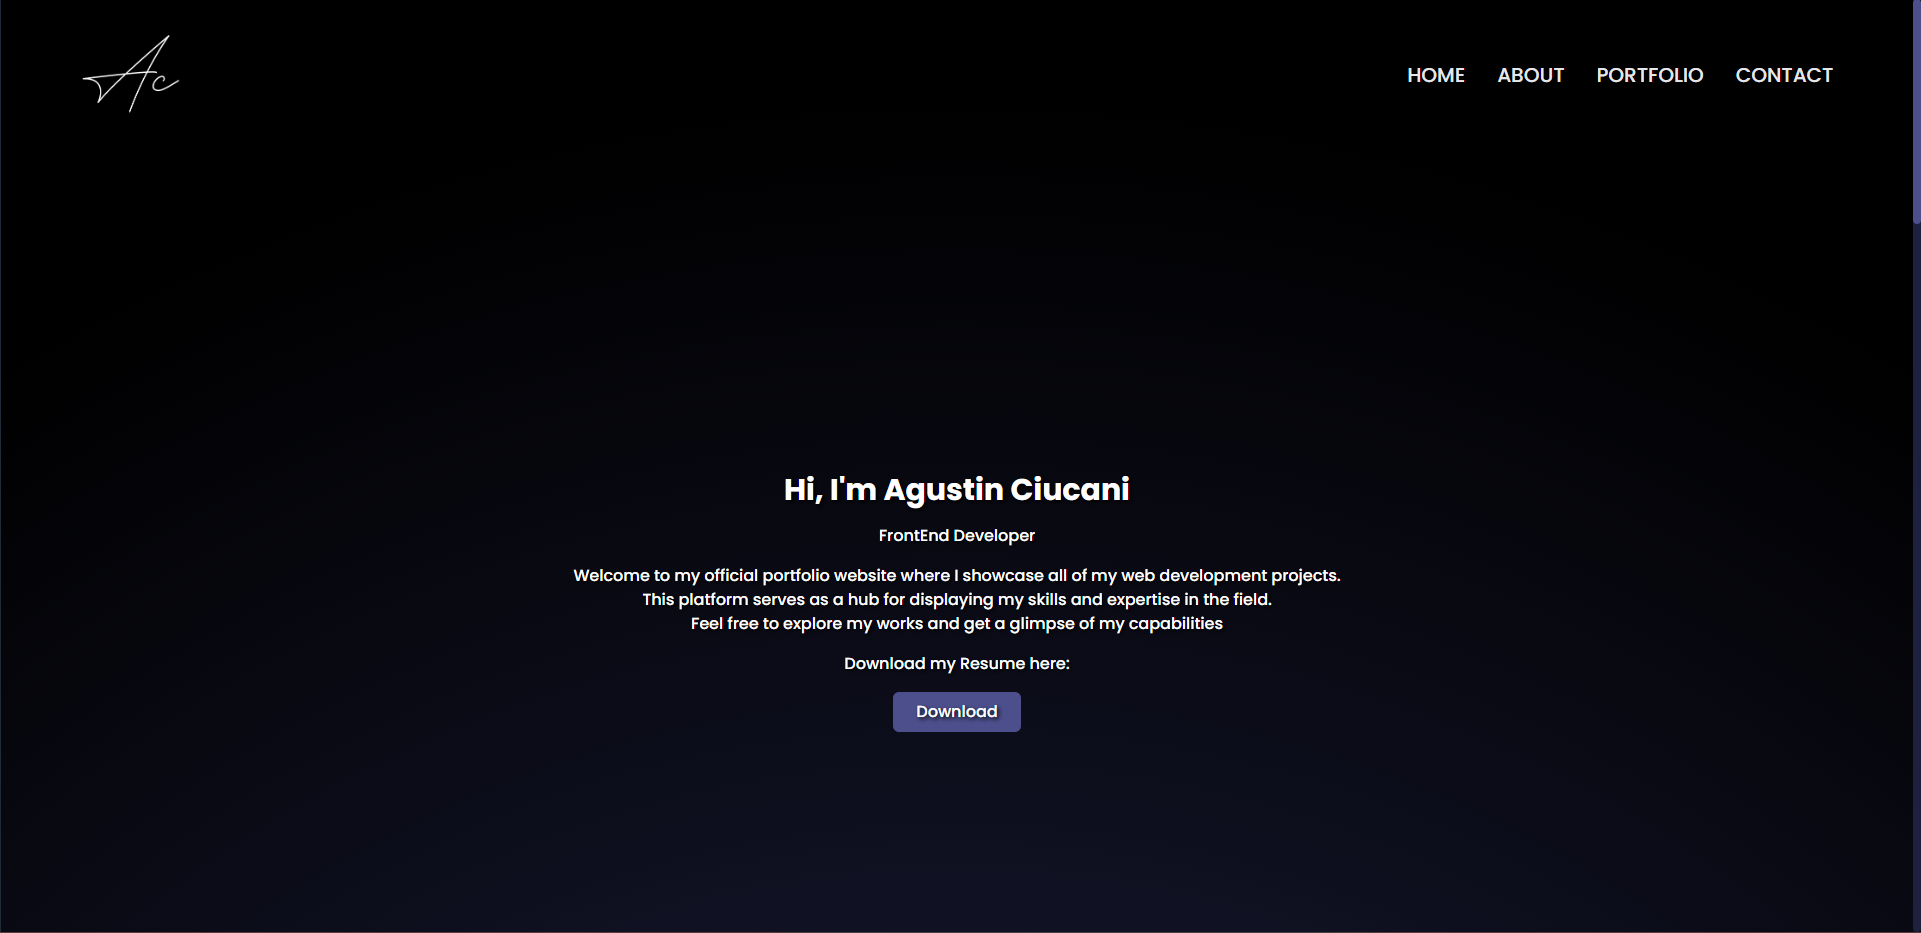 Ac
HOME ABOUT PORTFOLIO CONTACT
Hi, I'm Agustin Ciucani
FrontEnd Developer
Welcome to my official portfolio website where I showcase all of my web development projects.
This platform serves as a hub for displaying my skills and expertise in the field.
Feel free to explore my works and get a glimpse of my capabilities
Download my Resume here:
Download